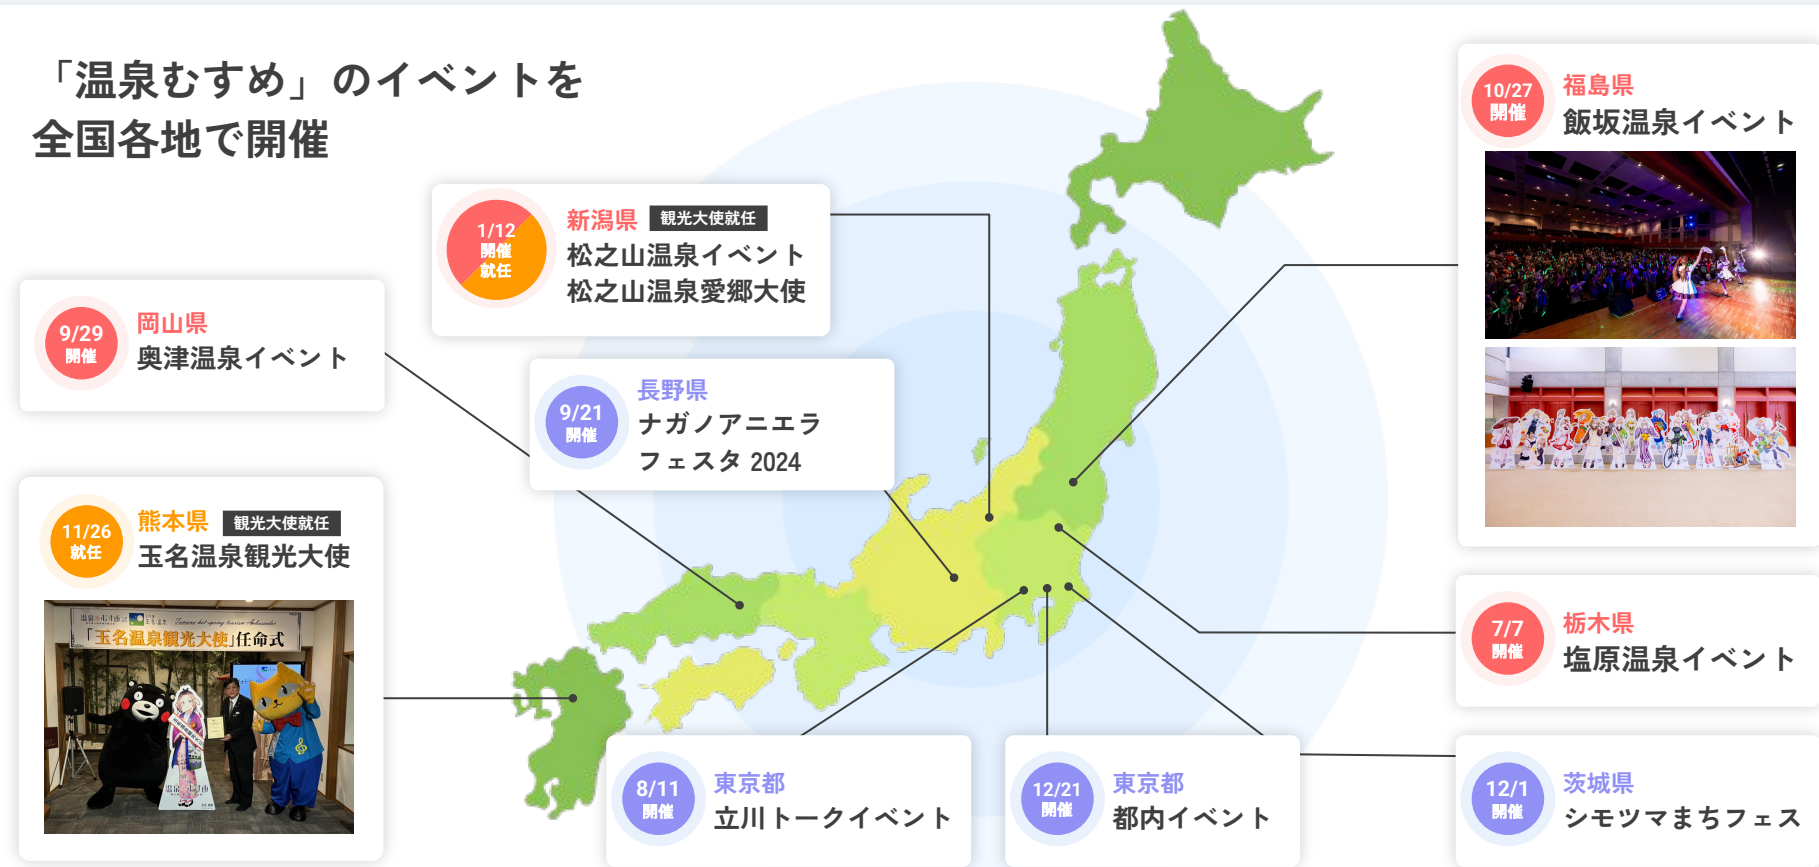 「温泉むすめ」のイベントを
全国各地で開催
10/27
開催
福島県
飯坂温泉イベント
1/12
開催
就任
新潟県
観光大使就任
松之山温泉イベント
松之山温泉愛郷大使
9/29
開催
岡山県
奥津温泉イベント
9/21
開催
長野県
ナガノアニエラ
フェスタ 2024
11/26
就任
熊本県
観光大使就任
玉名温泉観光大使
「玉名温泉観光大使」任命式
7/7
開催
栃木県
塩原温泉イベント
8/11
開催
東京都
立川トークイベント
12/21
開催
東京都
都内イベント
12/1
開催
茨城県
シモツマまちフェス